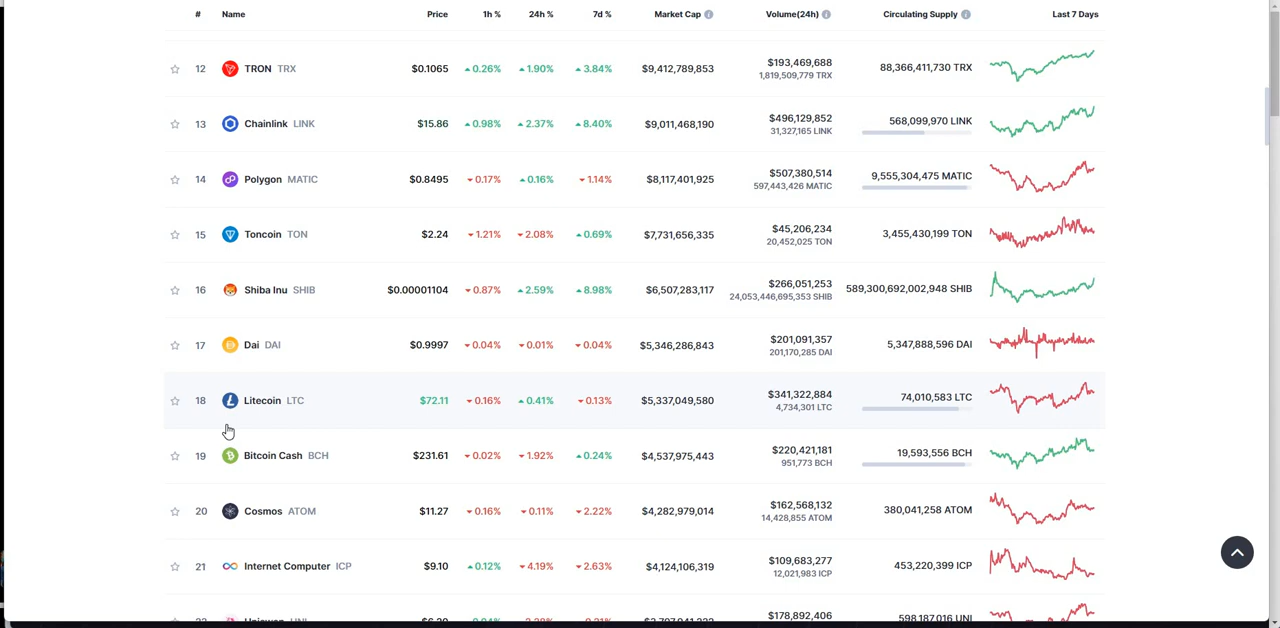 # Name Price 1h % 24h % 7d % Market Cap Volume(24h) Circulating Supply Last 7 Days
12 TRON TRX $0.1065 0.26% 1.90% 3.84% $9,412,789,853 $193,469,688 88,366,411,730 TRX
1,819,509,779 TRX
13 Chainlink LINK $15.86 0.98% 2.37% 8.40% $9,011,468,190 $496,129,852 568,099,970 LINK
31,327,165 LINK
14 Polygon MATIC $0.8495 0.17% 0.16% 1.14% $8,117,401,925 $507,380,514 9,555,304,475 MATIC
597,443,426 MATIC
15 Toncoin TON $2.24 1.21% 2.08% 0.69% $7,731,656,335 $45,206,234 3,455,430,199 TON
20,452,025 TON
16 Shiba Inu SHIB $0.00001104 0.87% 2.59% 8.98% $6,507,283,117 $266,051,253 589,300,692,002,948 SHIB
24,053,446,695,353 SHIB
17 Dai DAI $0.9997 0.04% 0.01% 0.04% $5,346,286,843 $201,091,357 5,347,888,596 DAI
201,170,285 DAI
18 Litecoin LTC $72.11 0.16% 0.41% 0.13% $5,337,049,580 $341,322,884 74,010,583 LTC
4,734,301 LTC
19 Bitcoin Cash BCH $231.61 0.02% 1.92% 0.24% $4,537,975,443 $220,421,181 19,593,556 BCH
951,773 BCH
20 Cosmos ATOM $11.27 0.16% 0.11% 2.22% $4,282,979,014 $162,568,132 380,041,258 ATOM
14,428,855 ATOM
21 Internet Computer ICP $9.10 0.12% 4.19% 2.63% $4,124,106,319 $109,683,277 453,220,399 ICP
12,021,983 ICP
$178,892,406 598,187,016 UNI